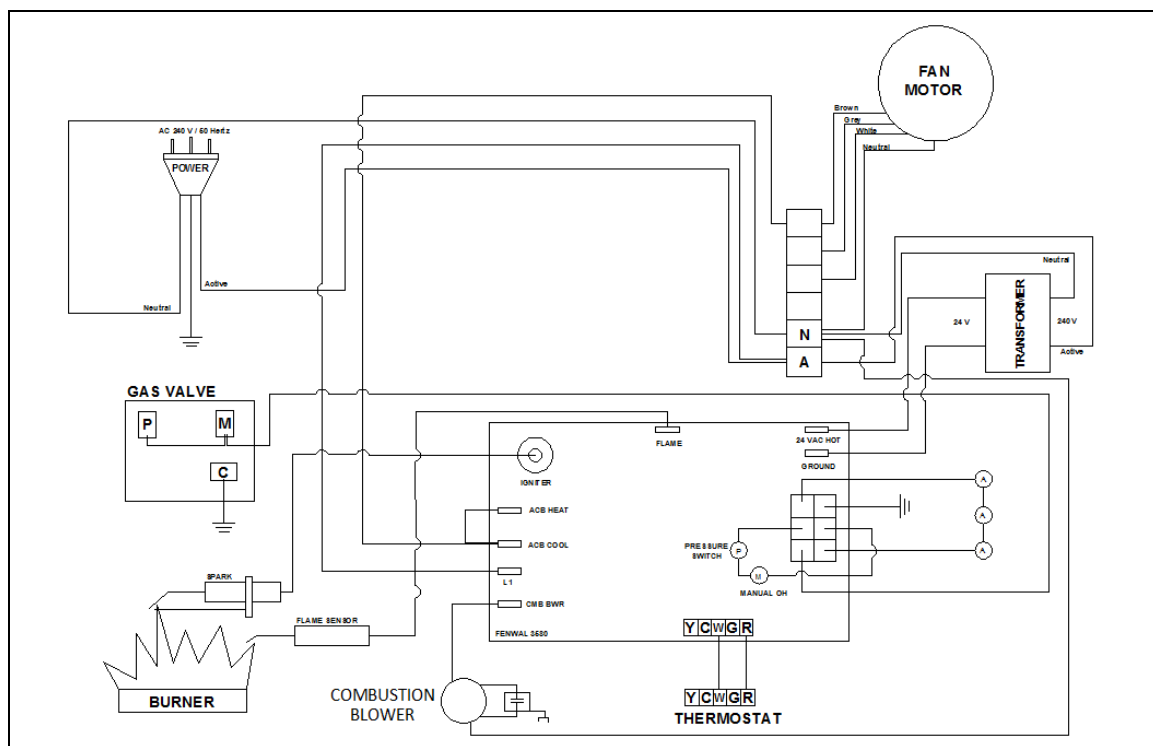 FAN
MOTOR
Brown
Grey
White
Neutral
AC 240 V / 50 Hertz
POWER
Active
Neutral
N
A
Neutral
24 V
TRANSFORMER
240 V
Active
GAS VALVE
P
M
C
FLAME
24 VAC HOT
GROUND
IGNITER
ACB HEAT
ACB COOL
L1
CMB BWR
FENWAL 3530
PRESSURE
SWITCH
P
M
MANUAL OH
A
A
A
SPARK
FLAME SENSOR
BURNER
COMBUSTION
BLOWER
Y C W G R
Y C W G R
THERMOSTAT